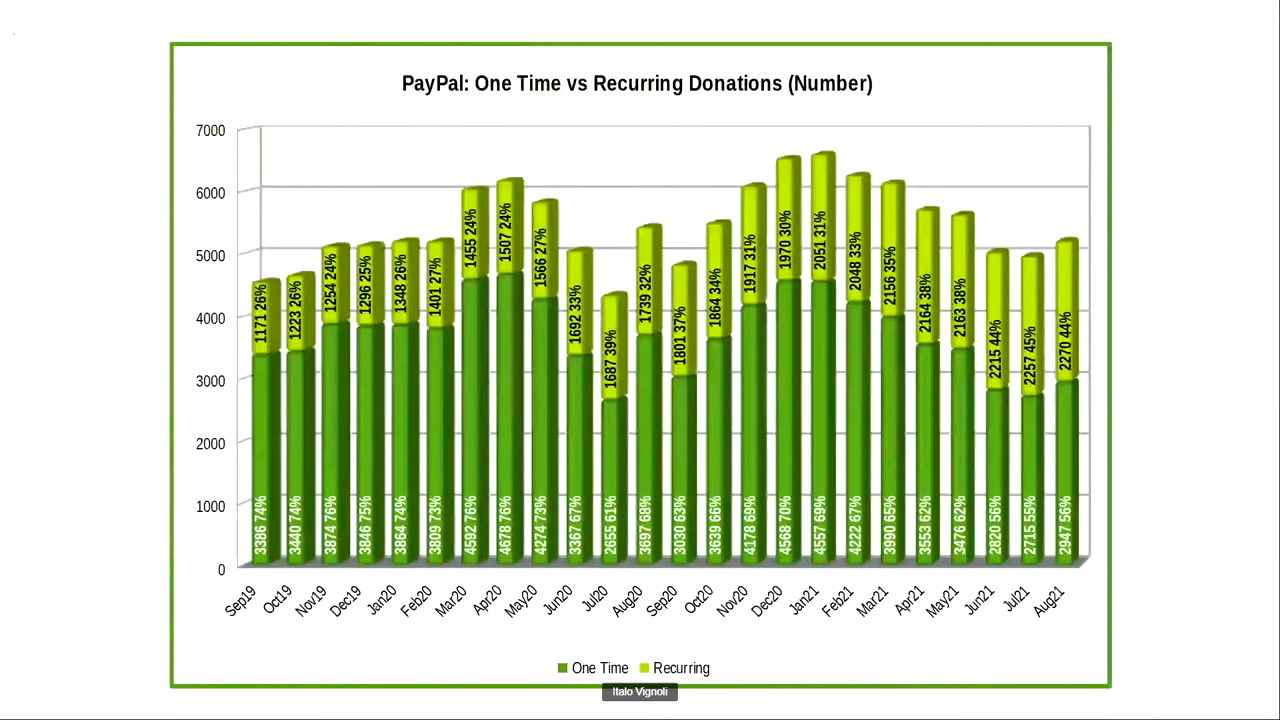 PayPal: One Time vs Recurring Donations (Number)
7000
6000
5000
4000
3000
2000
1000
0
1171 26%
1223 26%
1254 24%
1296 25%
1348 26%
1401 27%
1455 24%
1507 24%
1566 27%
1692 33%
1687 39%
1739 32%
1801 37%
1864 34%
1917 31%
1970 30%
2051 31%
2048 33%
2156 35%
2164 38%
2163 38%
2215 44%
2257 45%
2270 44%
3386 74%
3440 74%
3874 76%
3846 75%
3864 74%
3809 73%
4592 76%
4678 76%
4274 73%
3367 67%
2655 61%
3697 68%
3030 63%
3639 66%
4178 69%
4568 70%
4557 69%
4222 67%
3990 65%
3553 62%
3476 62%
2820 56%
2715 55%
2947 56%
Sep19
Oct19
Nov19
Dec19
Jan20
Feb20
Mar20
Apr20
May20
Jun20
Jul20
Aug20
Sep20
Oct20
Nov20
Dec20
Jan21
Feb21
Mar21
Apr21
May21
Jun21
Jul21
Aug21
One Time Recurring
Italo Vignoli